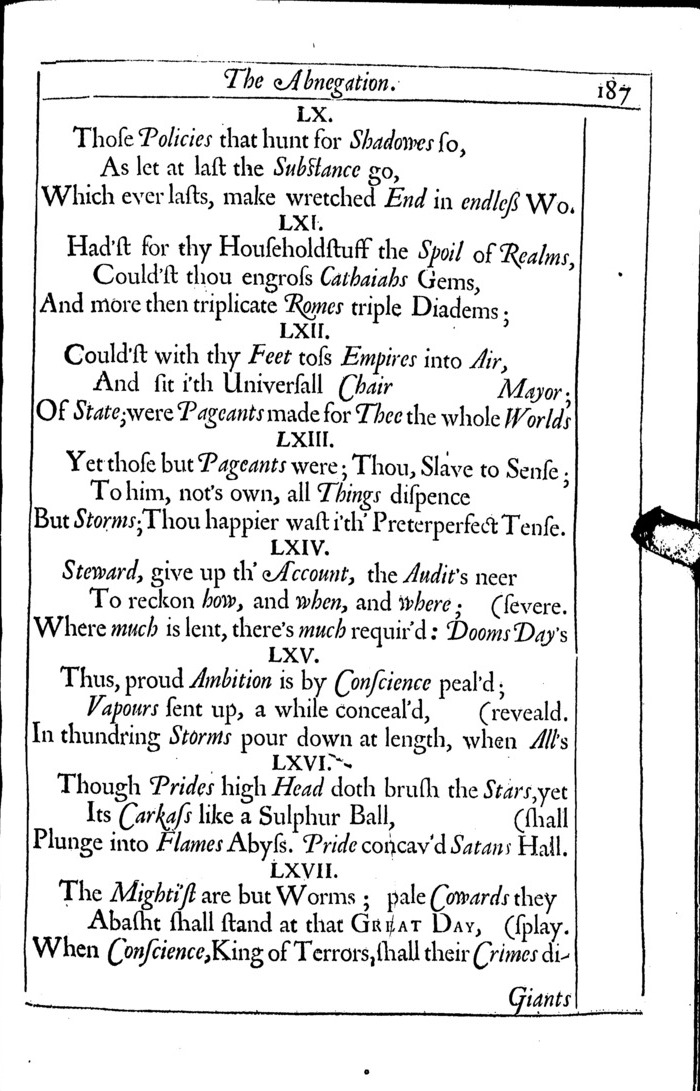 The Abnegation. 187
LX.
Thoſe Policies that hunt for Shadowes ſo,
As let at laſt the Subſtance go,
Which ever laſts, make wretched End in endleß Wo.
LXI.
Had'ſt for thy Houſeholdſtuff the Spoil of Realms,
Could'ſt thou engroſs Cathaiahs Gems,
And more then triplicate Romes triple Diadems;
LXII.
Could'ſt with thy Feet toſs Empires into Air,
And ſit i'th Univerſall Chair Mayor;
Of State;were Pageants made for Thee the whole Worlds
LXIII.
Yet thoſe but Pageants were; Thou, Slave to Senſe;
To him, not's own, all Things diſpence
But Storms;Thou happier waſt i'th' Preterperfect Tenſe.
LXIV.
Steward, give up th' Account, the Audit's neer
To reckon how, and when, and where; (ſevere.
Where much is lent, there's much requir'd: Dooms Day's
LXV.
Thus, proud Ambition is by Conſcience peal'd;
Vapours ſent up, a while conceal'd, (reveald.
In thundring Storms pour down at length, when All's
LXVI.
Though Prides high Head doth bruſh the Stars,yet
Its Carkaſs like a Sulphur Ball, (ſhall
Plunge into Flames Abyſs. Pride concav'd Satans Hall.
LXVII.
The Mighti'ſt are but Worms; pale Cowards they
Abaſht ſhall ſtand at that GREAT DAY, (ſplay.
When Conſcience,King of Terrors,ſhall their Crimes di-
Giants